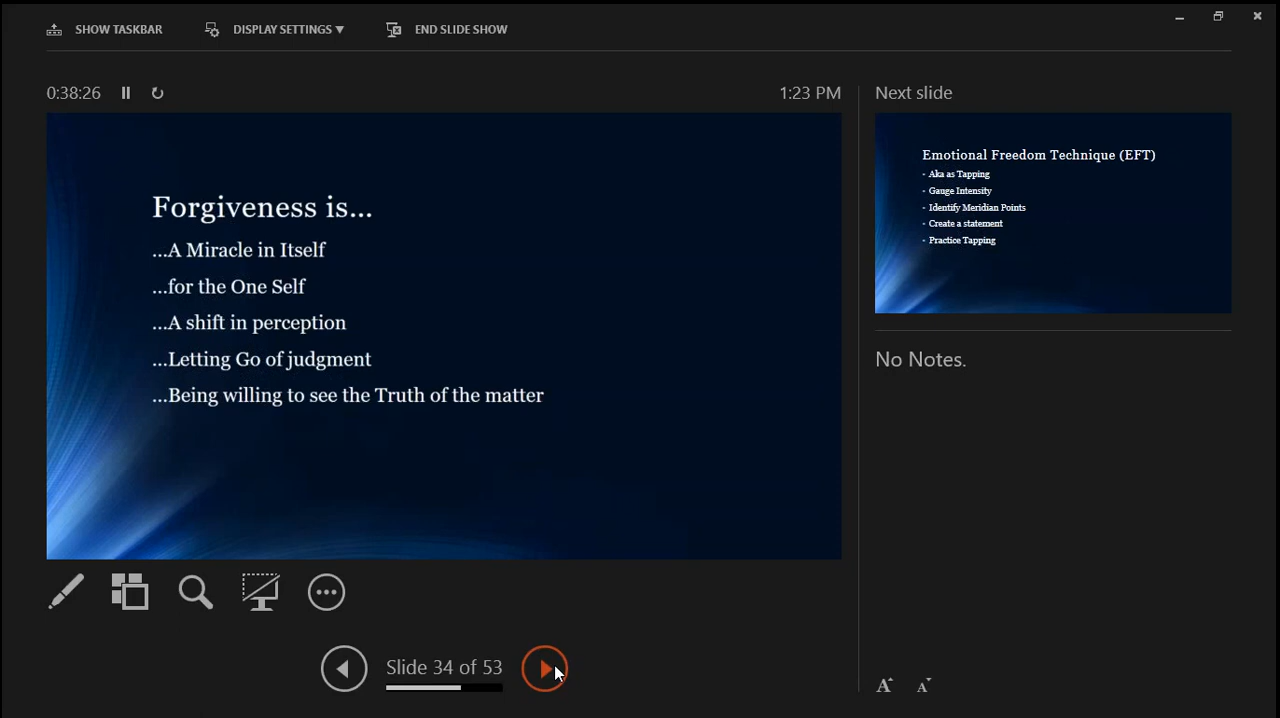 SHOW TASKBAR
DISPLAY SETTINGS ▼
END SLIDE SHOW
0:38:26
1:23 PM
Forgiveness is...
...A Miracle in Itself
...for the One Self
...A shift in perception
...Letting Go of judgment
...Being willing to see the Truth of the matter
Slide 34 of 53
Next slide
Emotional Freedom Technique (EFT)
- Aka as Tapping
- Gauge Intensity
- Identify Meridian Points
- Create a statement
- Practice Tapping
No Notes.
A A